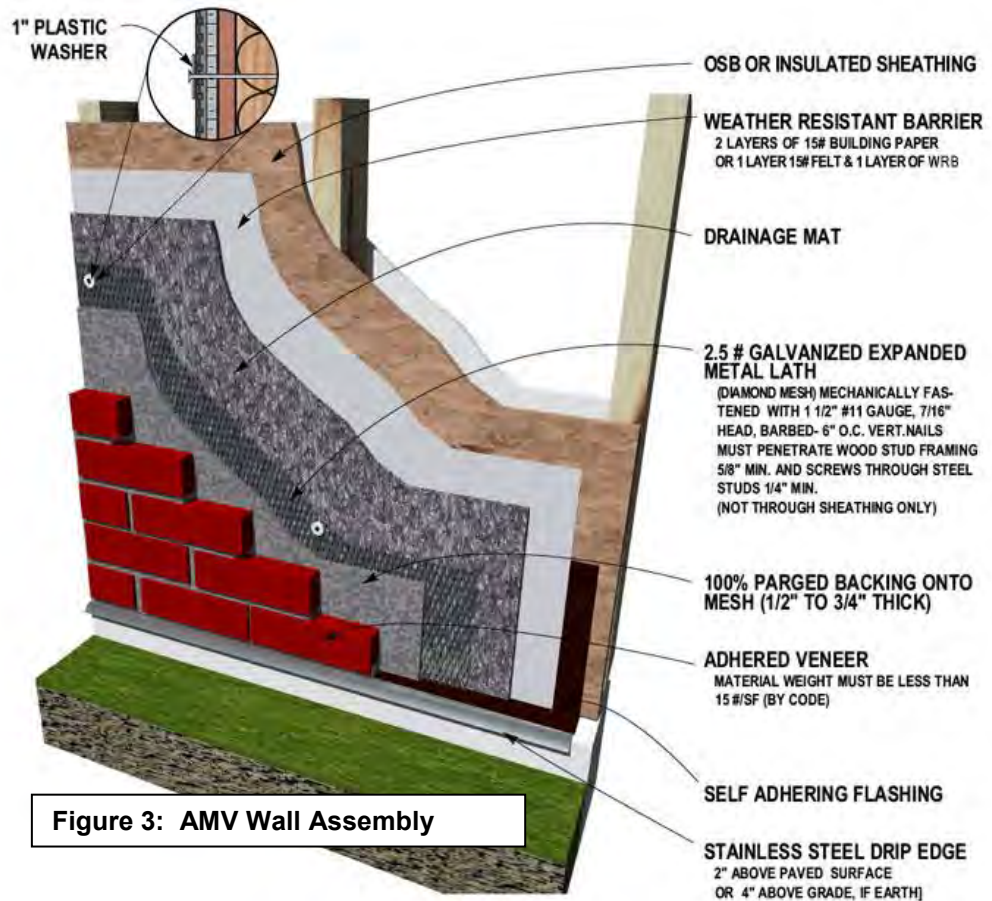 1" PLASTIC
WASHER
OSB OR INSULATED SHEATHING
WEATHER RESISTANT BARRIER
2 LAYERS OF 15# BUILDING PAPER
OR 1 LAYER 15# FELT & 1 LAYER OF WRB
DRAINAGE MAT
2.5 # GALVANIZED EXPANDED
METAL LATH
(DIAMOND MESH) MECHANICALLY FAS-
TENED WITH 1 1/2" #11 GAUGE, 7/16"
HEAD, BARBED- 6" O.C. VERT.NAILS
MUST PENETRATE WOOD STUD FRAMING
5/8" MIN. AND SCREWS THROUGH STEEL
STUDS 1/4" MIN.
(NOT THROUGH SHEATHING ONLY)
100% PARGED BACKING ONTO
MESH (1/2" TO 3/4" THICK)
ADHERED VENEER
MATERIAL WEIGHT MUST BE LESS THAN
15 #/SF (BY CODE)
SELF ADHERING FLASHING
STAINLESS STEEL DRIP EDGE
2" ABOVE PAVED SURFACE
OR 4" ABOVE GRADE, IF EARTH]
Figure 3: AMV Wall Assembly